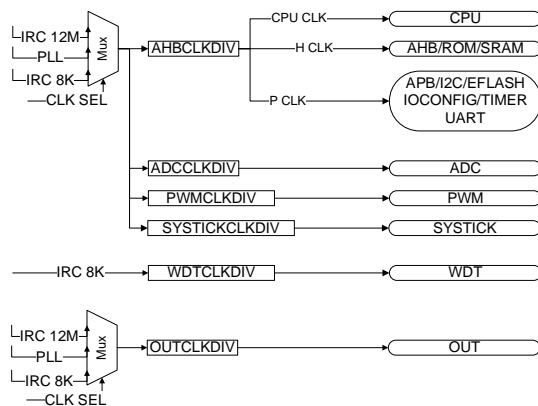 CPU CLK
CPU
IRC 12M
PLL
IRC 8K
CLK SEL
Mux
AHBCLKDIV
H CLK
AHB/ROM/SRAM
P CLK
APB/I2C/EFLASH
IOCONFIG/TIMER
UART
ADCCLKDIV
ADC
PWMCLKDIV
PWM
SYSTICKCLKDIV
SYSTICK
IRC 8K
WDTCLKDIV
WDT
IRC 12M
PLL
IRC 8K
CLK SEL
Mux
OUTCLKDIV
OUT